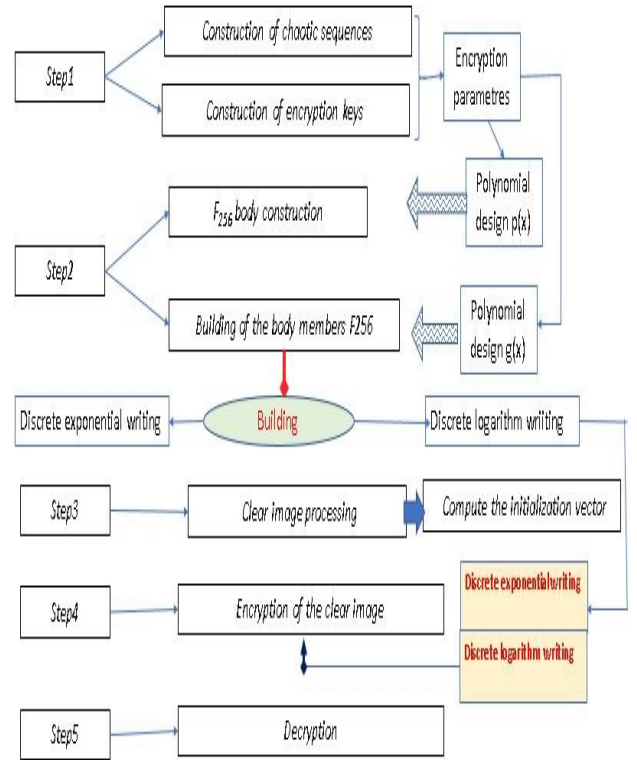 Construction of chaotic sequences
Step1
Construction of encryption keys
Encryption
parametres
Polynomial
design p(x)
F256 body construction
Step2
Building of the body members F256
Polynomial
design g(x)
Discrete exponential writing
Building
Discrete logarithm wriiting
Step3
Clear image processing
Compute the initialization vector
Step4
Encryption of the clear image
Discrete exponentialwriting
Discrete logarithm writing
Step5
Decryption